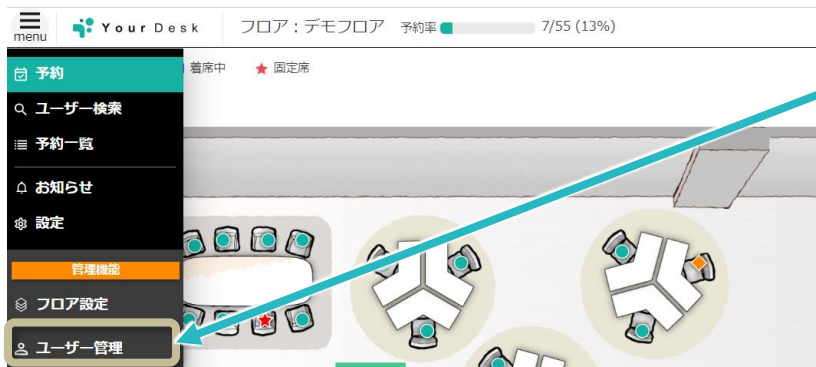 menu
Your Desk
フロア：デモフロア 予約率 7/55 (13%)
予約
着席中 ★ 固定席
ユーザー検索
予約一覧
お知らせ
設定
管理機能
フロア設定
ユーザー管理